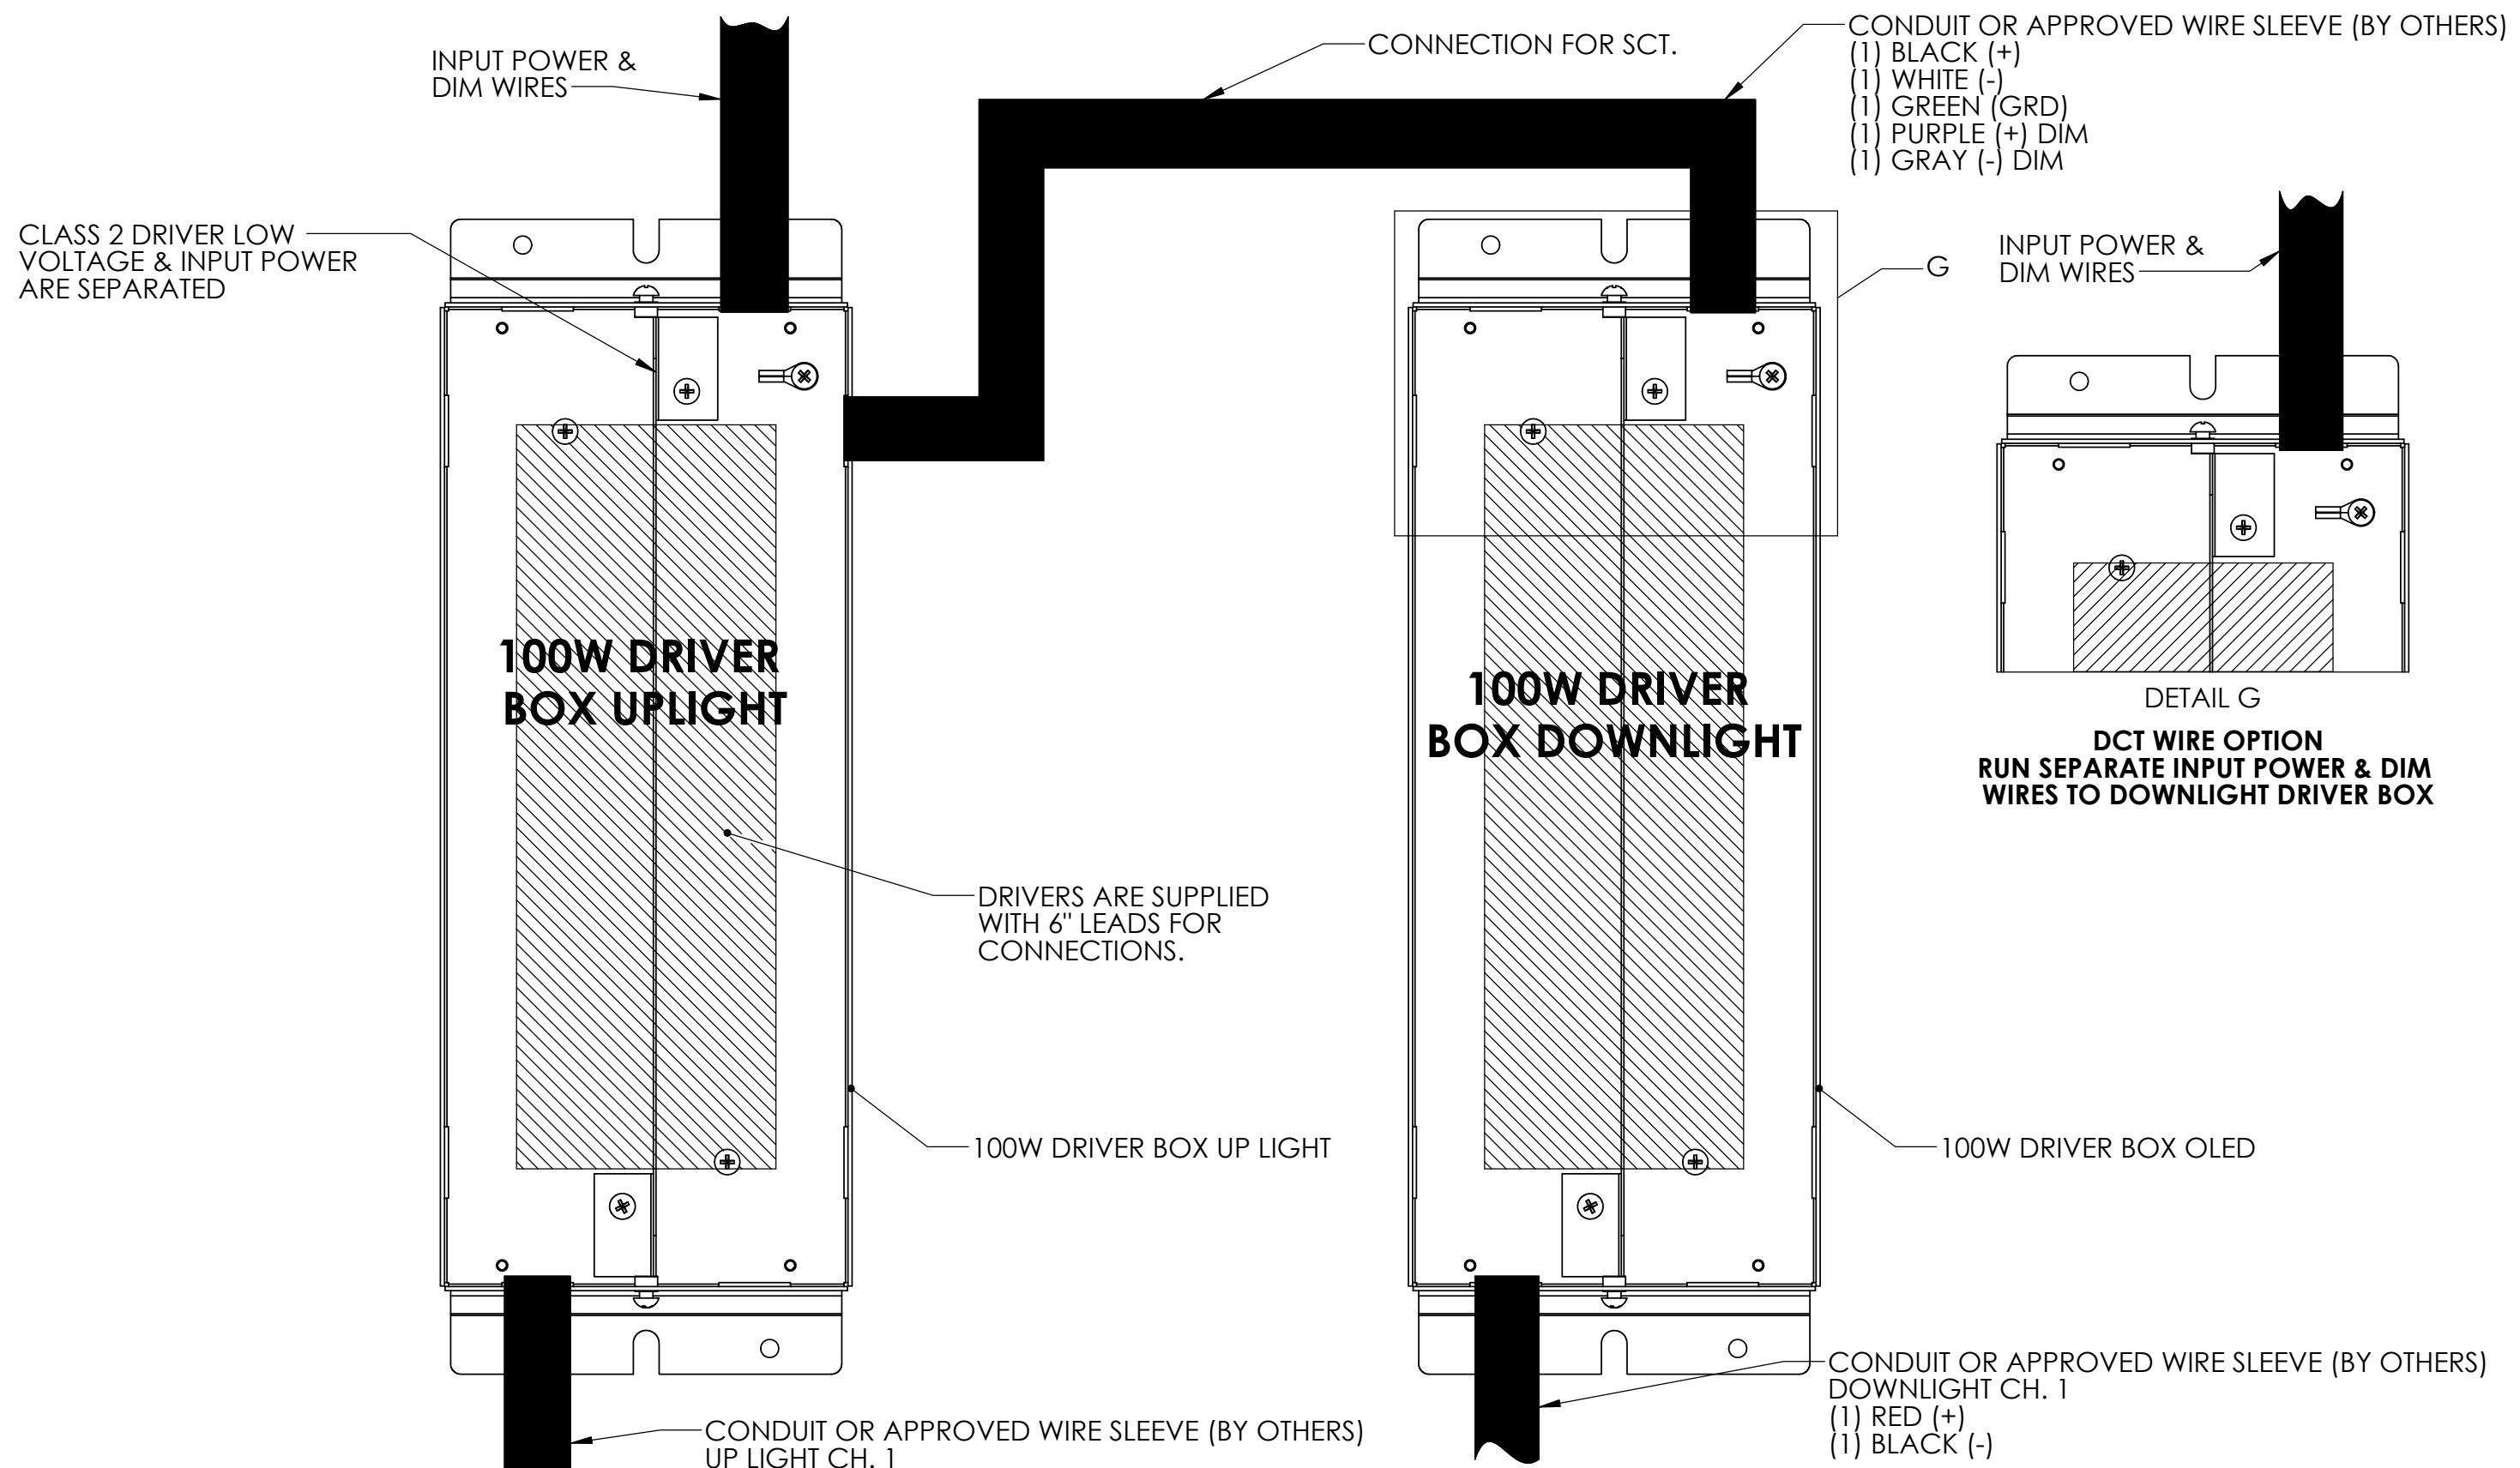 INPUT POWER &
DIM WIRES
CONNECTION FOR SCT.
CONDUIT OR APPROVED WIRE SLEEVE (BY OTHERS)
(1) BLACK (+)
(1) WHITE (-)
(1) GREEN (GRD)
(1) PURPLE (+) DIM
(1) GRAY (-) DIM
CLASS 2 DRIVER LOW
VOLTAGE & INPUT POWER
ARE SEPARATED
G
INPUT POWER &
DIM WIRES
100W DRIVER
BOX UPLIGHT
100W DRIVER
BOX DOWNLIGHT
DETAIL G
DCT WIRE OPTION
RUN SEPARATE INPUT POWER & DIM
WIRES TO DOWNLIGHT DRIVER BOX
DRIVERS ARE SUPPLIED
WITH 6" LEADS FOR
CONNECTIONS.
100W DRIVER BOX UP LIGHT
100W DRIVER BOX OLED
CONDUIT OR APPROVED WIRE SLEEVE (BY OTHERS)
UP LIGHT CH. 1
CONDUIT OR APPROVED WIRE SLEEVE (BY OTHERS)
DOWNLIGHT CH. 1
(1) RED (+)
(1) BLACK (-)